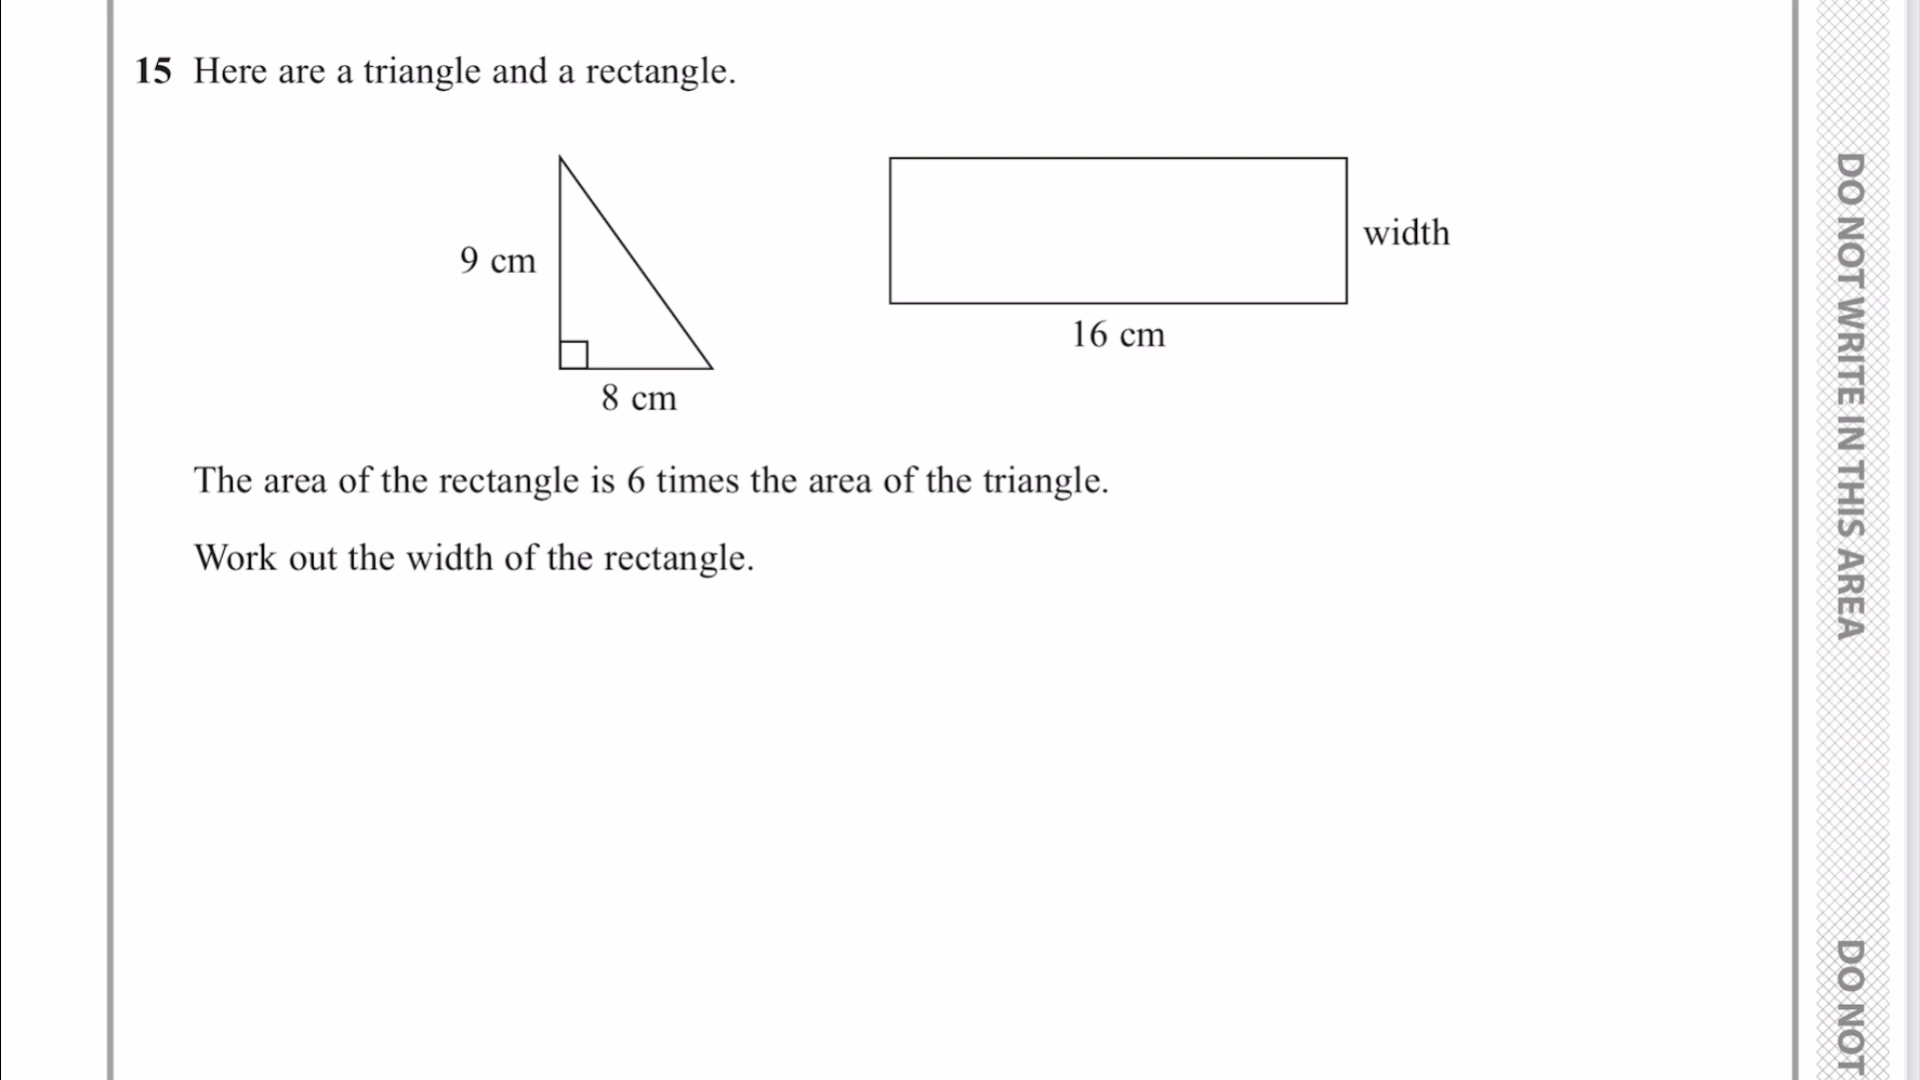 15 Here are a triangle and a rectangle.
9 cm
width
16 cm
8 cm
The area of the rectangle is 6 times the area of the triangle.
Work out the width of the rectangle.
DO NOT WRITE IN THIS AREA
DO NOT